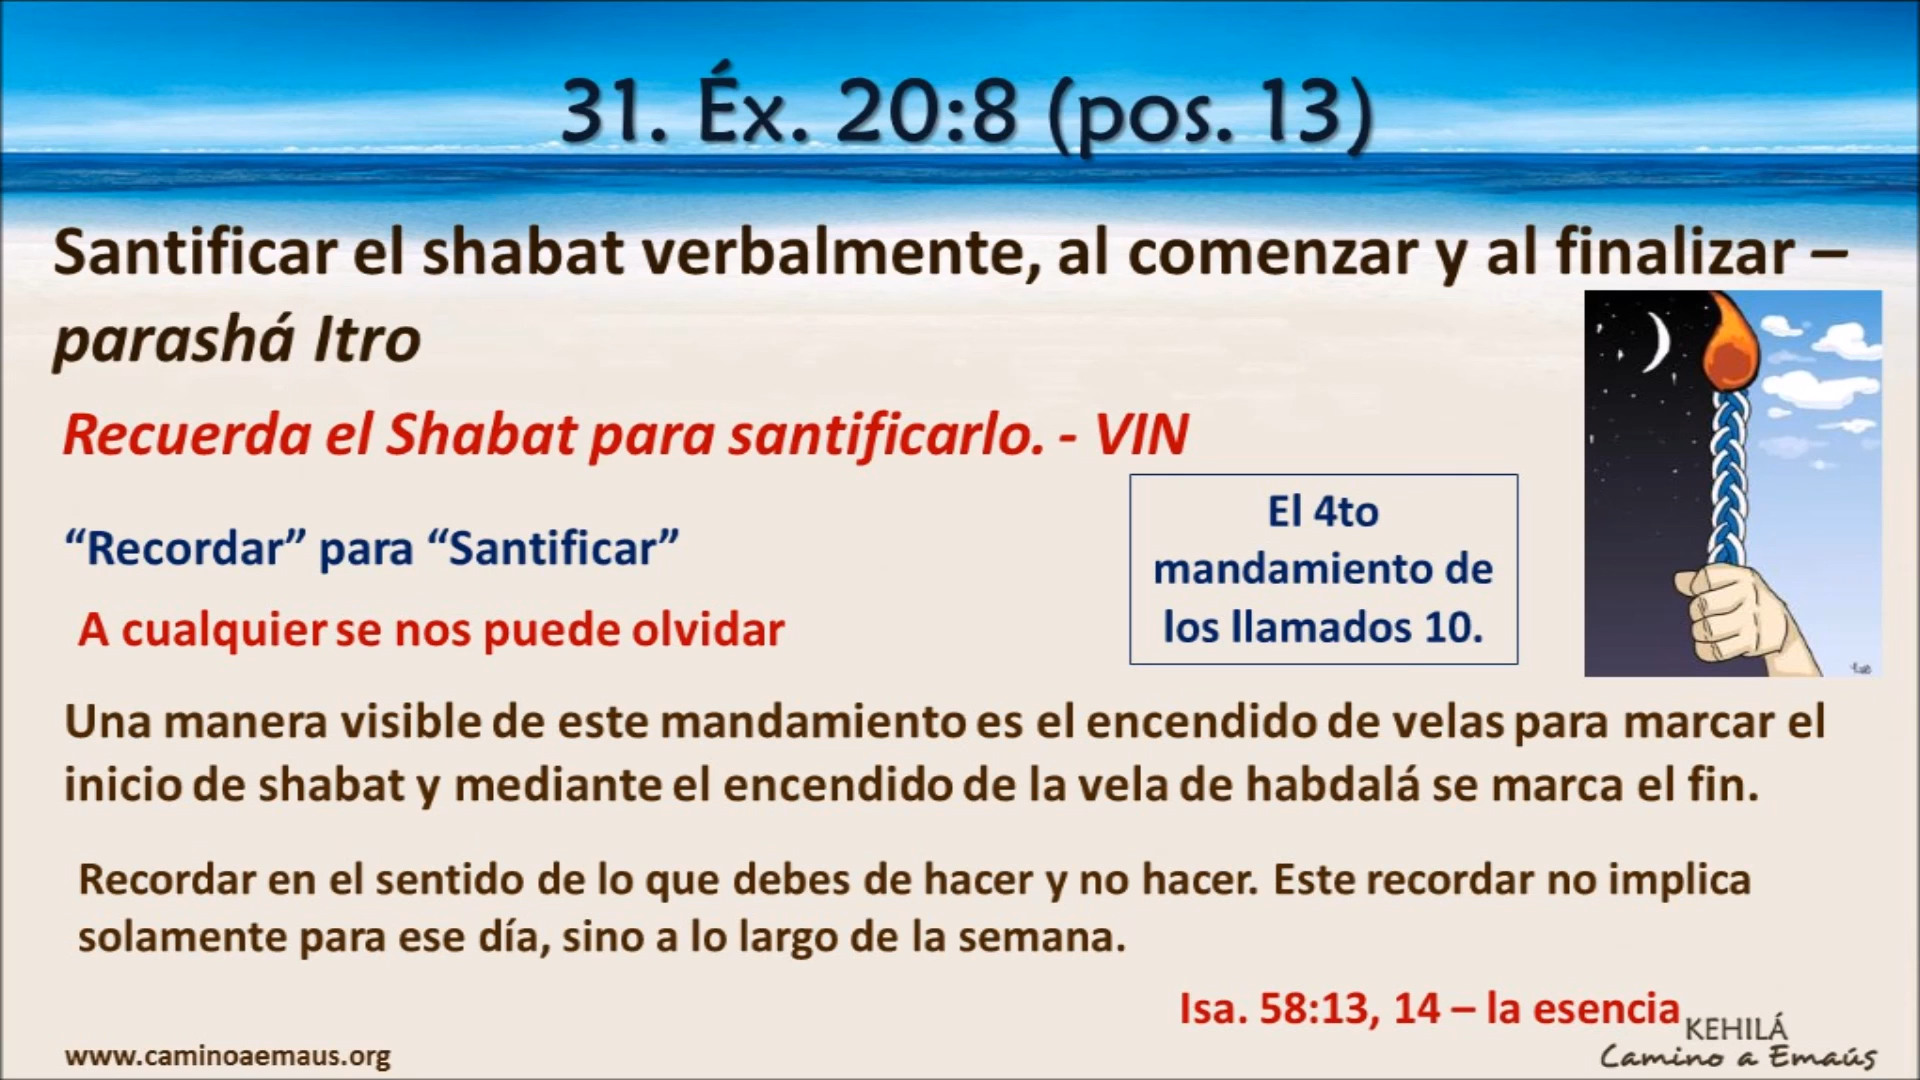 31. Éx. 20:8 (pos. 13)
Santificar el shabat verbalmente, al comenzar y al finalizar –
parashá Itro
Recuerda el Shabat para santificarlo. - VIN
“Recordar” para “Santificar”
A cualquier se nos puede olvidar
El 4to
mandamiento de
los llamados 10.
Una manera visible de este mandamiento es el encendido de velas para marcar el
inicio de shabat y mediante el encendido de la vela de habdalá se marca el fin.
Recordar en el sentido de lo que debes de hacer y no hacer. Este recordar no implica
solamente para ese día, sino a lo largo de la semana.
Isa. 58:13, 14 – la esencia
www.caminoaemaus.org
KEHILÁ
Camino a Emaús